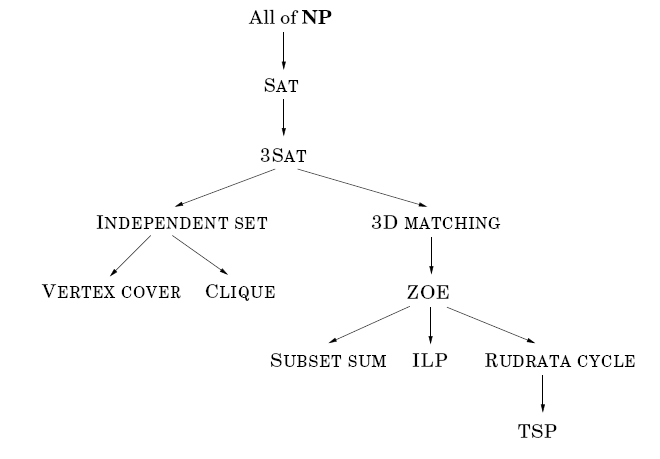 All of NP
SAT
3SAT
INDEPENDENT SET 3D MATCHING
VERTEX COVER CLIQUE ZOE
SUBSET SUM ILP RUDRATA CYCLE
TSP